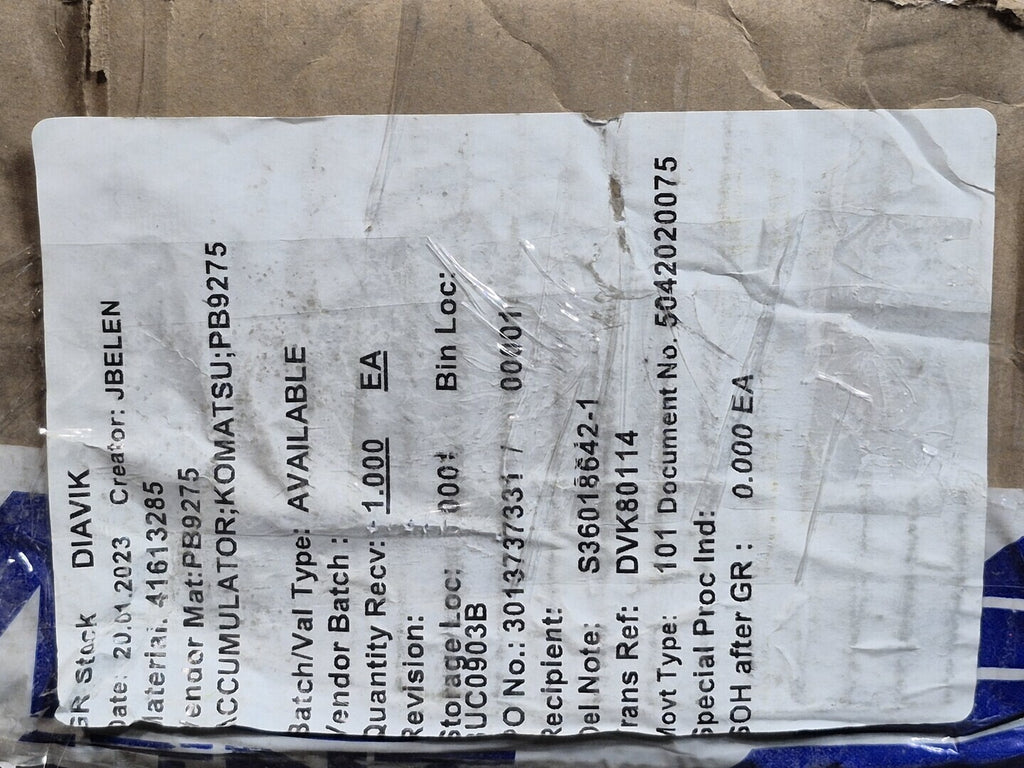 GR Stock DIAVIK
Date: 20.01.2023 Creator: JBELEN
Material: 41613285
Vendor Mat:PB9275
ACCUMULATOR;KOMATSU;PB9275
Batch/Val Type: AVAILABLE
Vendor Batch :
Quantity Recv: 1.000 EA
Revision:
Storage Loc: 0001 Bin Loc:
UC0903B
PO No.: 3013737331 / 00001
Recipient:
Del Note: S36018642-1
Trans Ref: DVK80114
Movt Type: 101 Document No. 5042020075
Special Proc Ind:
SOH after GR : 0.000 EA